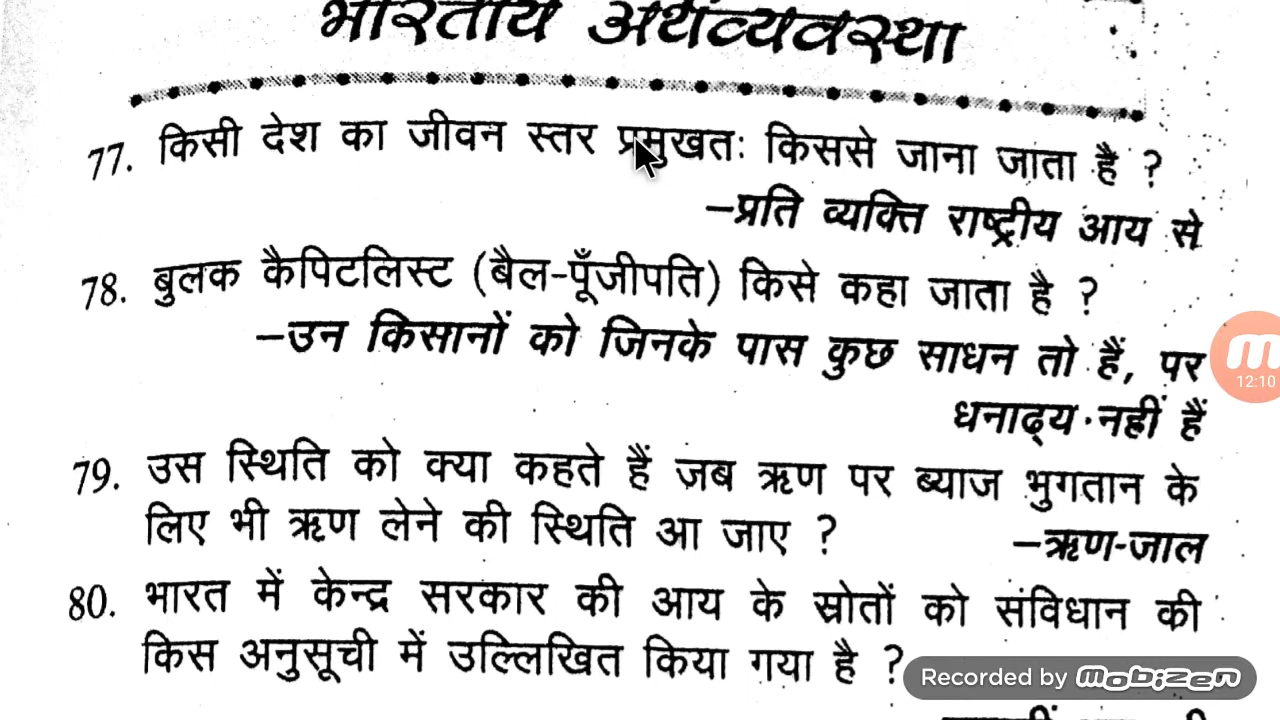 भारतीय अर्थव्यवस्था
77. किसी देश का जीवन स्तर प्रमुखतः किससे जाना जाता है ?
–प्रति व्यक्ति राष्ट्रीय आय से
78. बुलक कैपिटलिस्ट (बैल-पूँजीपति) किसे कहा जाता है ?
–उन किसानों को जिनके पास कुछ साधन तो हैं, पर
धनाढ्य नहीं हैं
79. उस स्थिति को क्या कहते हैं जब ऋण पर ब्याज भुगतान के
लिए भी ऋण लेने की स्थिति आ जाए ? –ऋण-जाल
80. भारत में केन्द्र सरकार की आय के स्रोतों को संविधान की
किस अनुसूची में उल्लिखित किया गया है ?
12:10
Recorded by mobizen